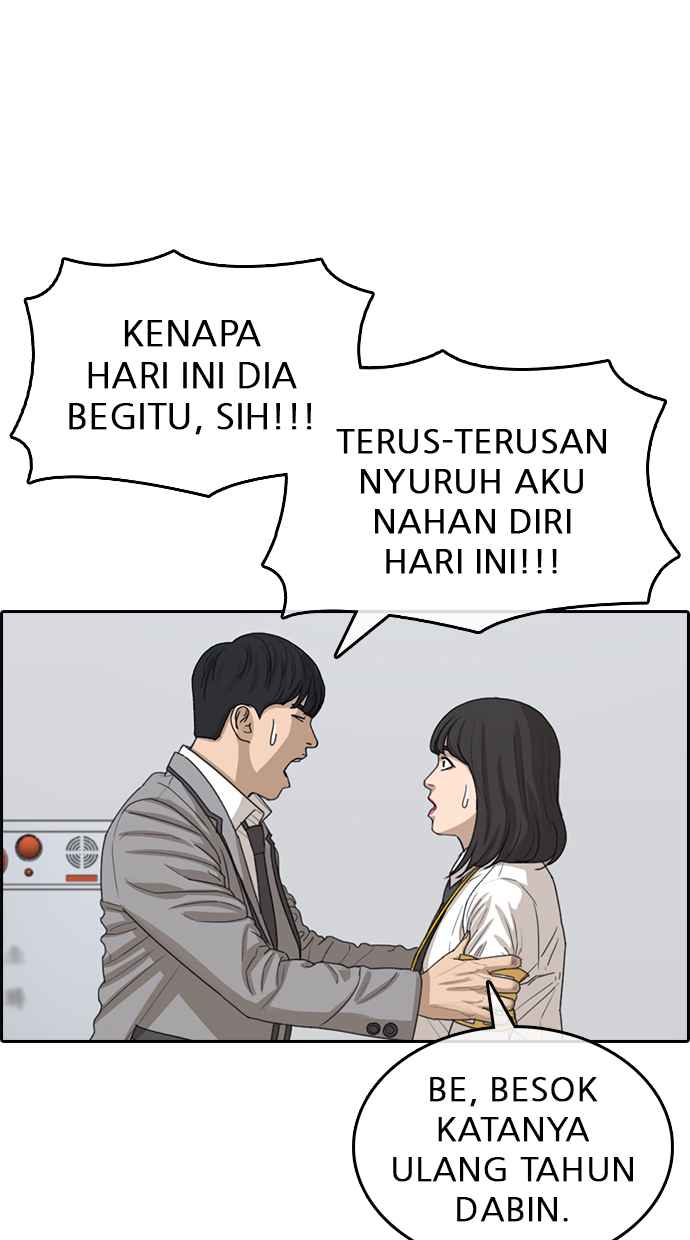 KENAPA
HARI INI DIA
BEGITU, SIH!!!
TERUS-TERUSAN
NYURUH AKU
NAHAN DIRI
HARI INI!!!
BE, BESOK
KATANYA
ULANG TAHUN
DABIN.